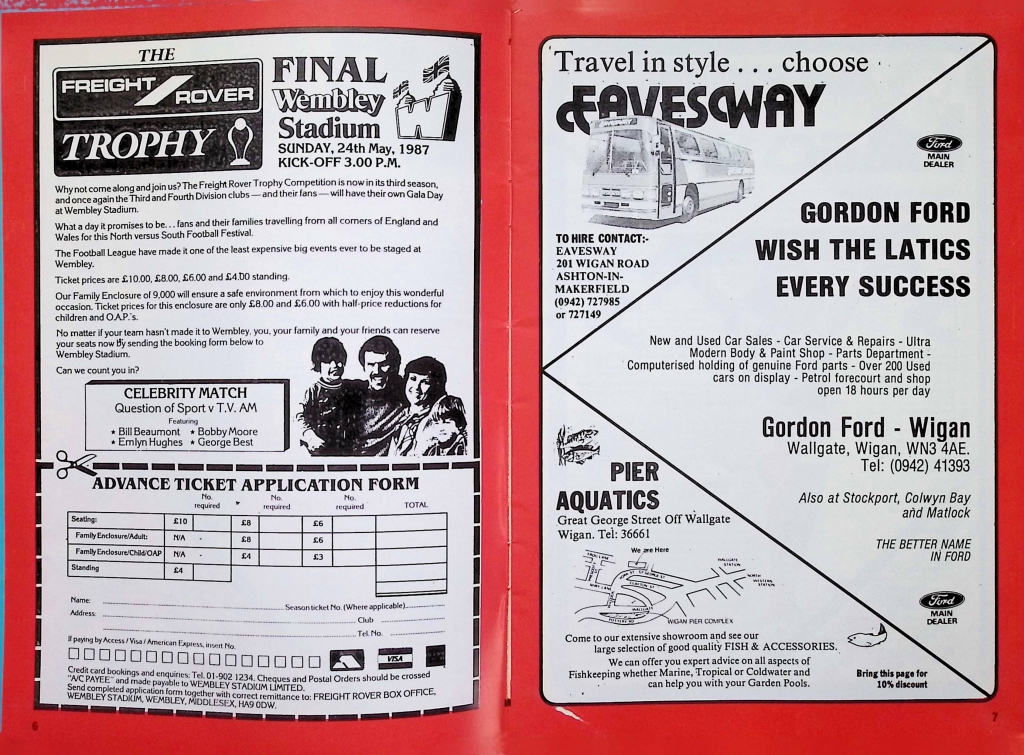 THE
FREIGHT ROVER
TROPHY
FINAL
Wembley
Stadium
SUNDAY, 24th May, 1987
KICK-OFF 3.00 P.M.
Why not come along and join us? The Freight Rover Trophy Competition is now in its third season,
and once again the Third and Fourth Division clubs — and their fans — will have their own Gala Day
at Wembley Stadium.
What a day it promises to be... fans and their families travelling from all corners of England and
Wales for this North versus South Football Festival.
The Football League have made it one of the least expensive big events ever to be staged at
Wembley.
Ticket prices are £10.00, £8.00, £6.00 and £4.00 standing.
Our Family Enclosure of 9,000 will ensure a safe environment from which to enjoy this wonderful
occasion. Ticket prices for this enclosure are only £8.00 and £6.00 with half-price reductions for
children and O.A.P.'s.
No matter if your team hasn't made it to Wembley, you, your family and your friends can reserve
your seats now by sending the booking form below to
Wembley Stadium.
Can we count you in?
CELEBRITY MATCH
Question of Sport v T.V. AM
Featuring
★ Bill Beaumont ★ Bobby Moore
★ Emlyn Hughes ★ George Best
ADVANCE TICKET APPLICATION FORM
No. required No. required No. required TOTAL
Seating: £10 £8 £6
Family Enclosure/Adult: N/A - £8 £6
Family Enclosure/Child/OAP N/A - £4 £3
Standing £4
Name: Season ticket No. (Where applicable)
Address: Club
Tel. No.
If paying by Access / Visa / American Express, insert No.
VISA
Credit card bookings and enquiries: Tel. 01-902 1234. Cheques and Postal Orders should be crossed
"A/C PAYEE" and made payable to WEMBLEY STADIUM LIMITED.
Send completed application form together with correct remittance to: FREIGHT ROVER BOX OFFICE,
WEMBLEY STADIUM, WEMBLEY, MIDDLESEX, HA9 0DW.
6
Travel in style . . . choose
EAVESWAY
TO HIRE CONTACT:-
EAVESWAY
201 WIGAN ROAD
ASHTON-IN-
MAKERFIELD
(0942) 727985
or 727149
Ford
MAIN
DEALER
GORDON FORD
WISH THE LATICS
EVERY SUCCESS
New and Used Car Sales - Car Service & Repairs - Ultra
Modern Body & Paint Shop - Parts Department -
Computerised holding of genuine Ford parts - Over 200 Used
cars on display - Petrol forecourt and shop
open 18 hours per day
Gordon Ford - Wigan
Wallgate, Wigan, WN3 4AE.
Tel: (0942) 41393
Also at Stockport, Colwyn Bay
and Matlock
THE BETTER NAME
IN FORD
Ford
MAIN
DEALER
PIER
AQUATICS
Great George Street Off Wallgate
Wigan. Tel: 36661
We are Here
WALLGATE
STATION
NORTH
WESTERN
STATION
WALLGATE
POTTERY RD
WIGAN PIER COMPLEX
Come to our extensive showroom and see our
large selection of good quality FISH & ACCESSORIES.
We can offer you expert advice on all aspects of
Fishkeeping whether Marine, Tropical or Coldwater and
can help you with your Garden Pools.
Bring this page for
10% discount
7